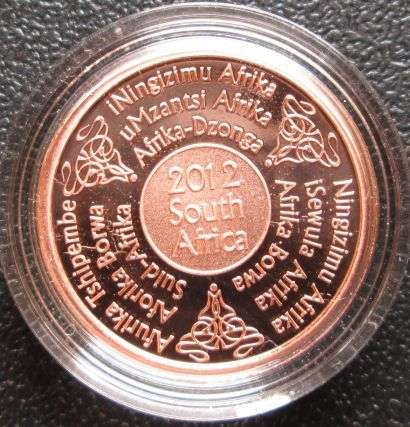 iNingizimu Afrika
uMzantsi Afrika
Afrika-Dzonga
2012
South
Africa
Ningizimu Afrika
iSewula Afrika
Afrika-Borwa
Afurika Tshipembe
Aforika Borwa
Suid-Afrika